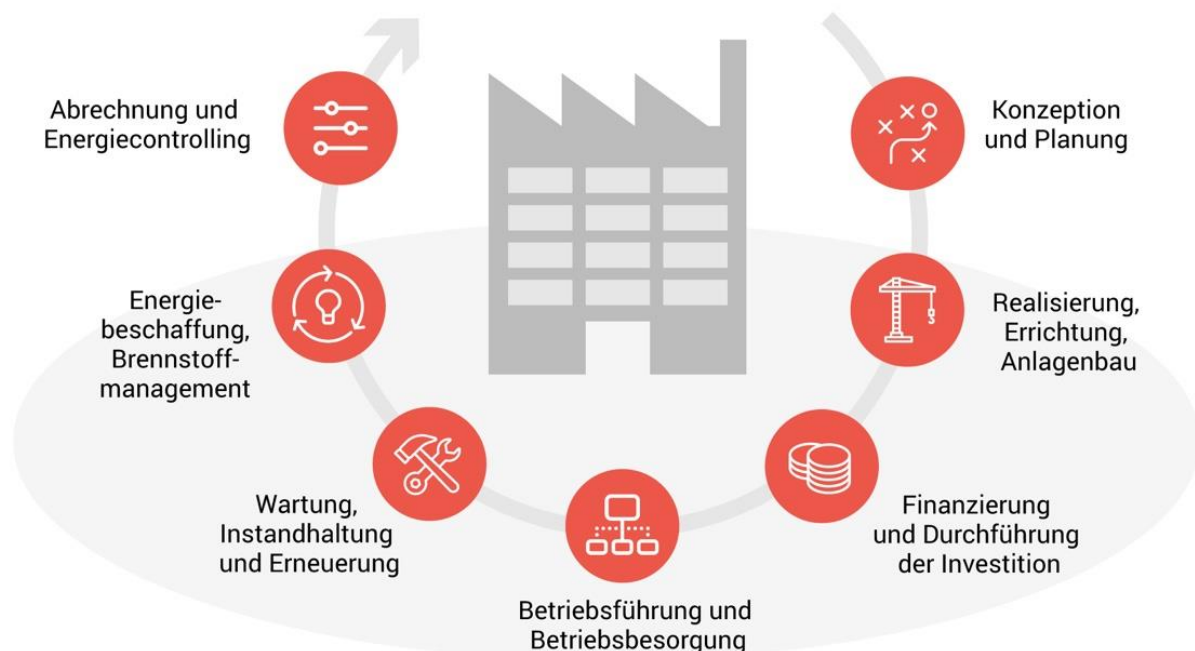 Abrechnung und
Energiecontrolling
Konzeption
und Planung
Energie-
beschaffung,
Brennstoff-
management
Realisierung,
Errichtung,
Anlagenbau
Wartung,
Instandhaltung
und Erneuerung
Finanzierung
und Durchführung
der Investition
Betriebsführung und
Betriebsbesorgung